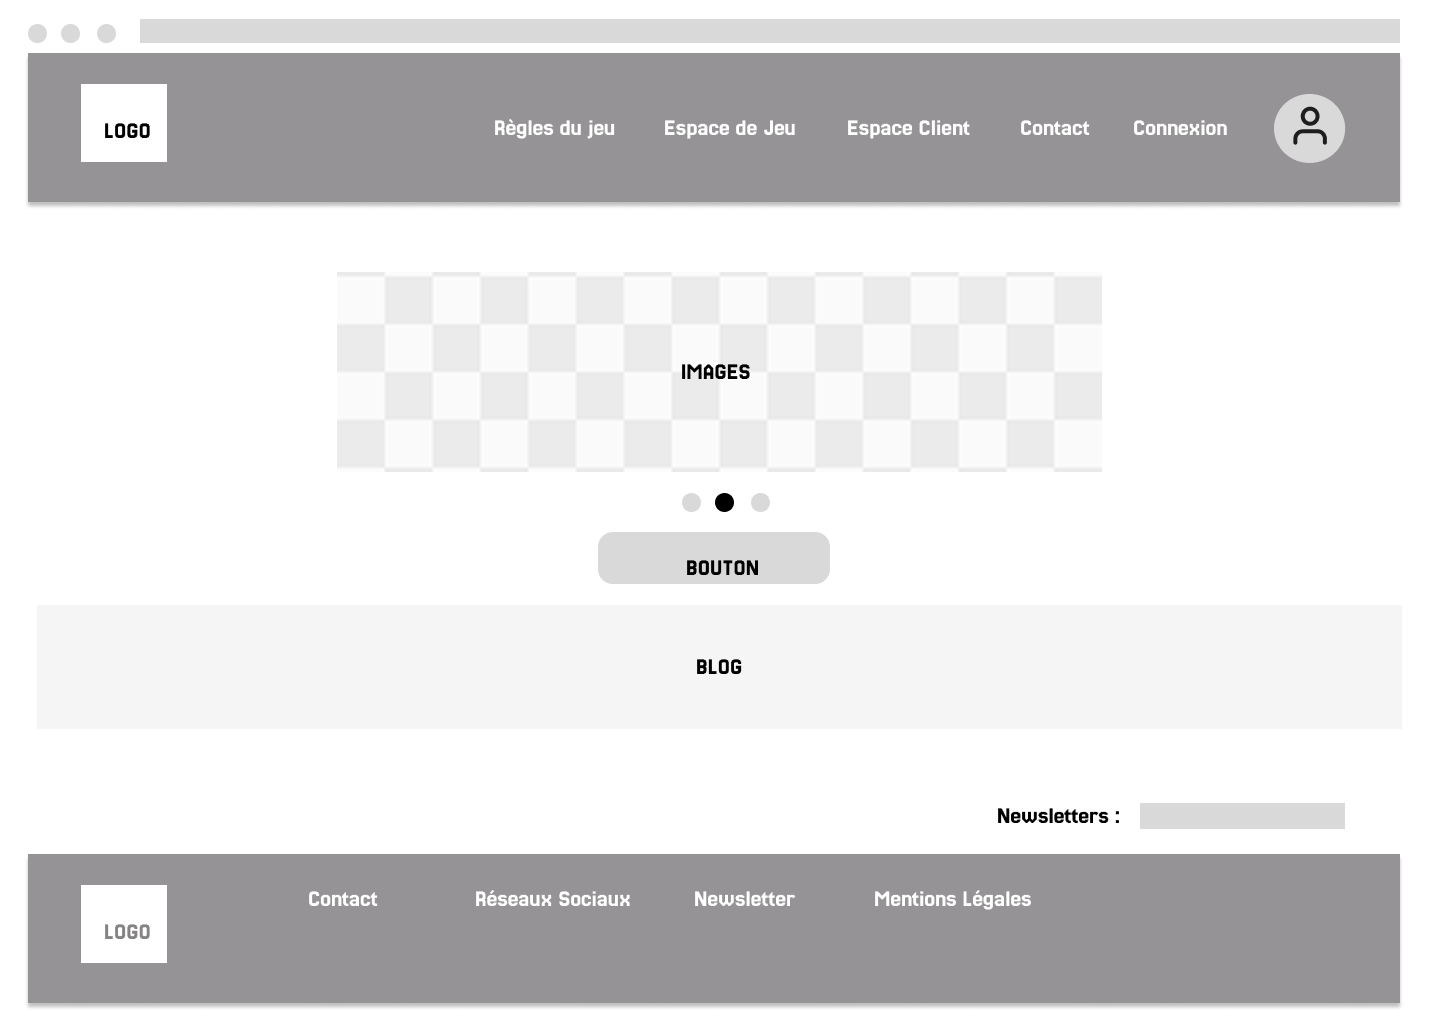 LOGO
Règles du jeu Espace de Jeu Espace Client Contact Connexion
IMAGES
BOUTON
BLOG
Newsletters :
Contact Réseaux Sociaux Newsletter Mentions Légales
LOGO